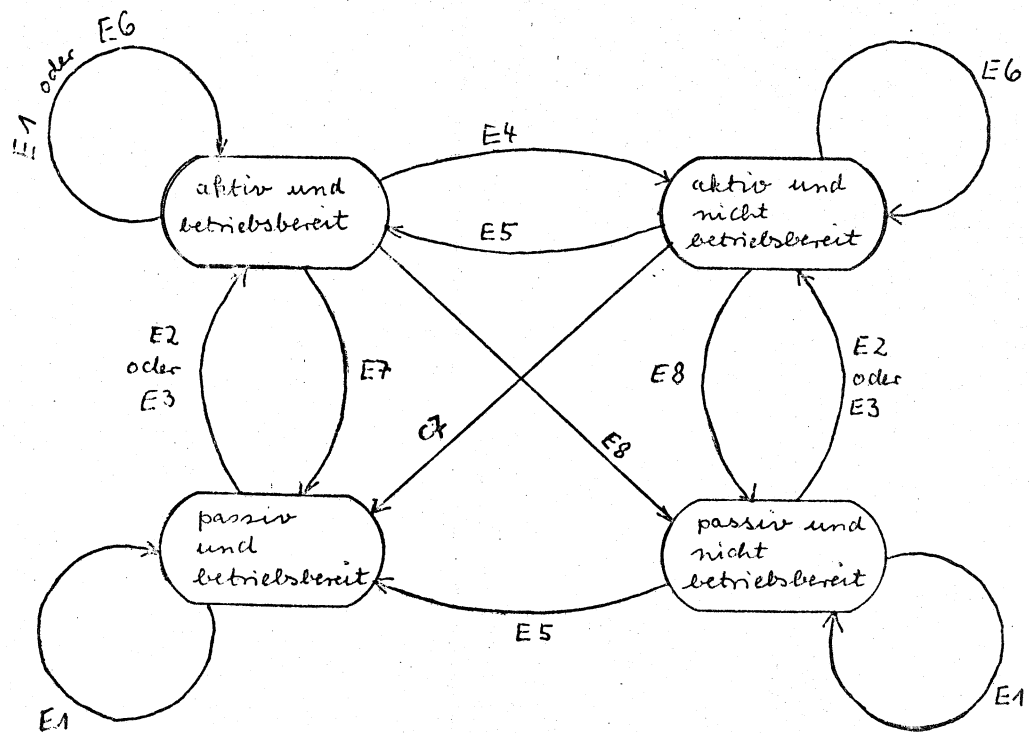 E1 oder E6
E6
E4
aktiv und
betriebsbereit
aktiv und
nicht
betriebsbereit
E5
E2
oder
E3
E7
E8
E2
oder
E3
E8
passiv
und
betriebsbereit
passiv und
nicht
betriebsbereit
E5
E1
E1